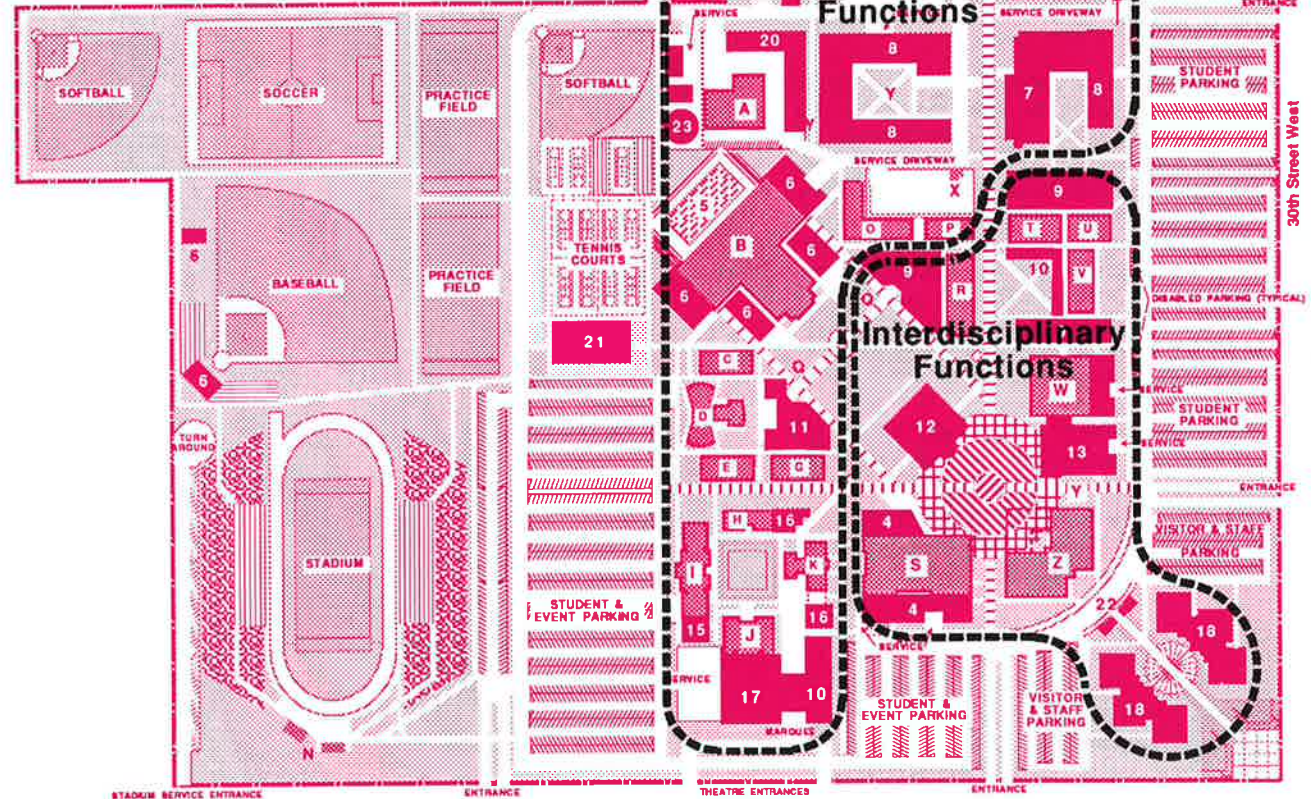 ENTRANCE
SERVICE
Functions
SERVICE DRIVEWAY
20
8
SOFTBALL
SOCCER
PRACTICE
FIELD
SOFTBALL
A
Y
7
8
STUDENT
PARKING
23
8
SERVICE DRIVEWAY
30th Street West
5
6
X
9
6
TENNIS
COURTS
B
6
O
P
T
U
BASEBALL
PRACTICE
FIELD
9
R
10
V
Q
6
6
DISABLED PARKING (TYPICAL)
21
Interdisciplinary
Functions
C
Q
6
W
SERVICE
D
11
12
STUDENT
PARKING
TURN
AROUND
13
SERVICE
E
G
Y
ENTRANCE
H
16
4
VISITOR & STAFF
PARKING
STADIUM
I
K
S
Z
STUDENT &
EVENT PARKING
15
J
16
4
22
18
SERVICE
SERVICE
17
10
STUDENT &
EVENT PARKING
VISITOR
& STAFF
PARKING
18
MARQUEE
N
STADIUM SERVICE ENTRANCE
ENTRANCE
THEATRE ENTRANCES
ENTRANCE